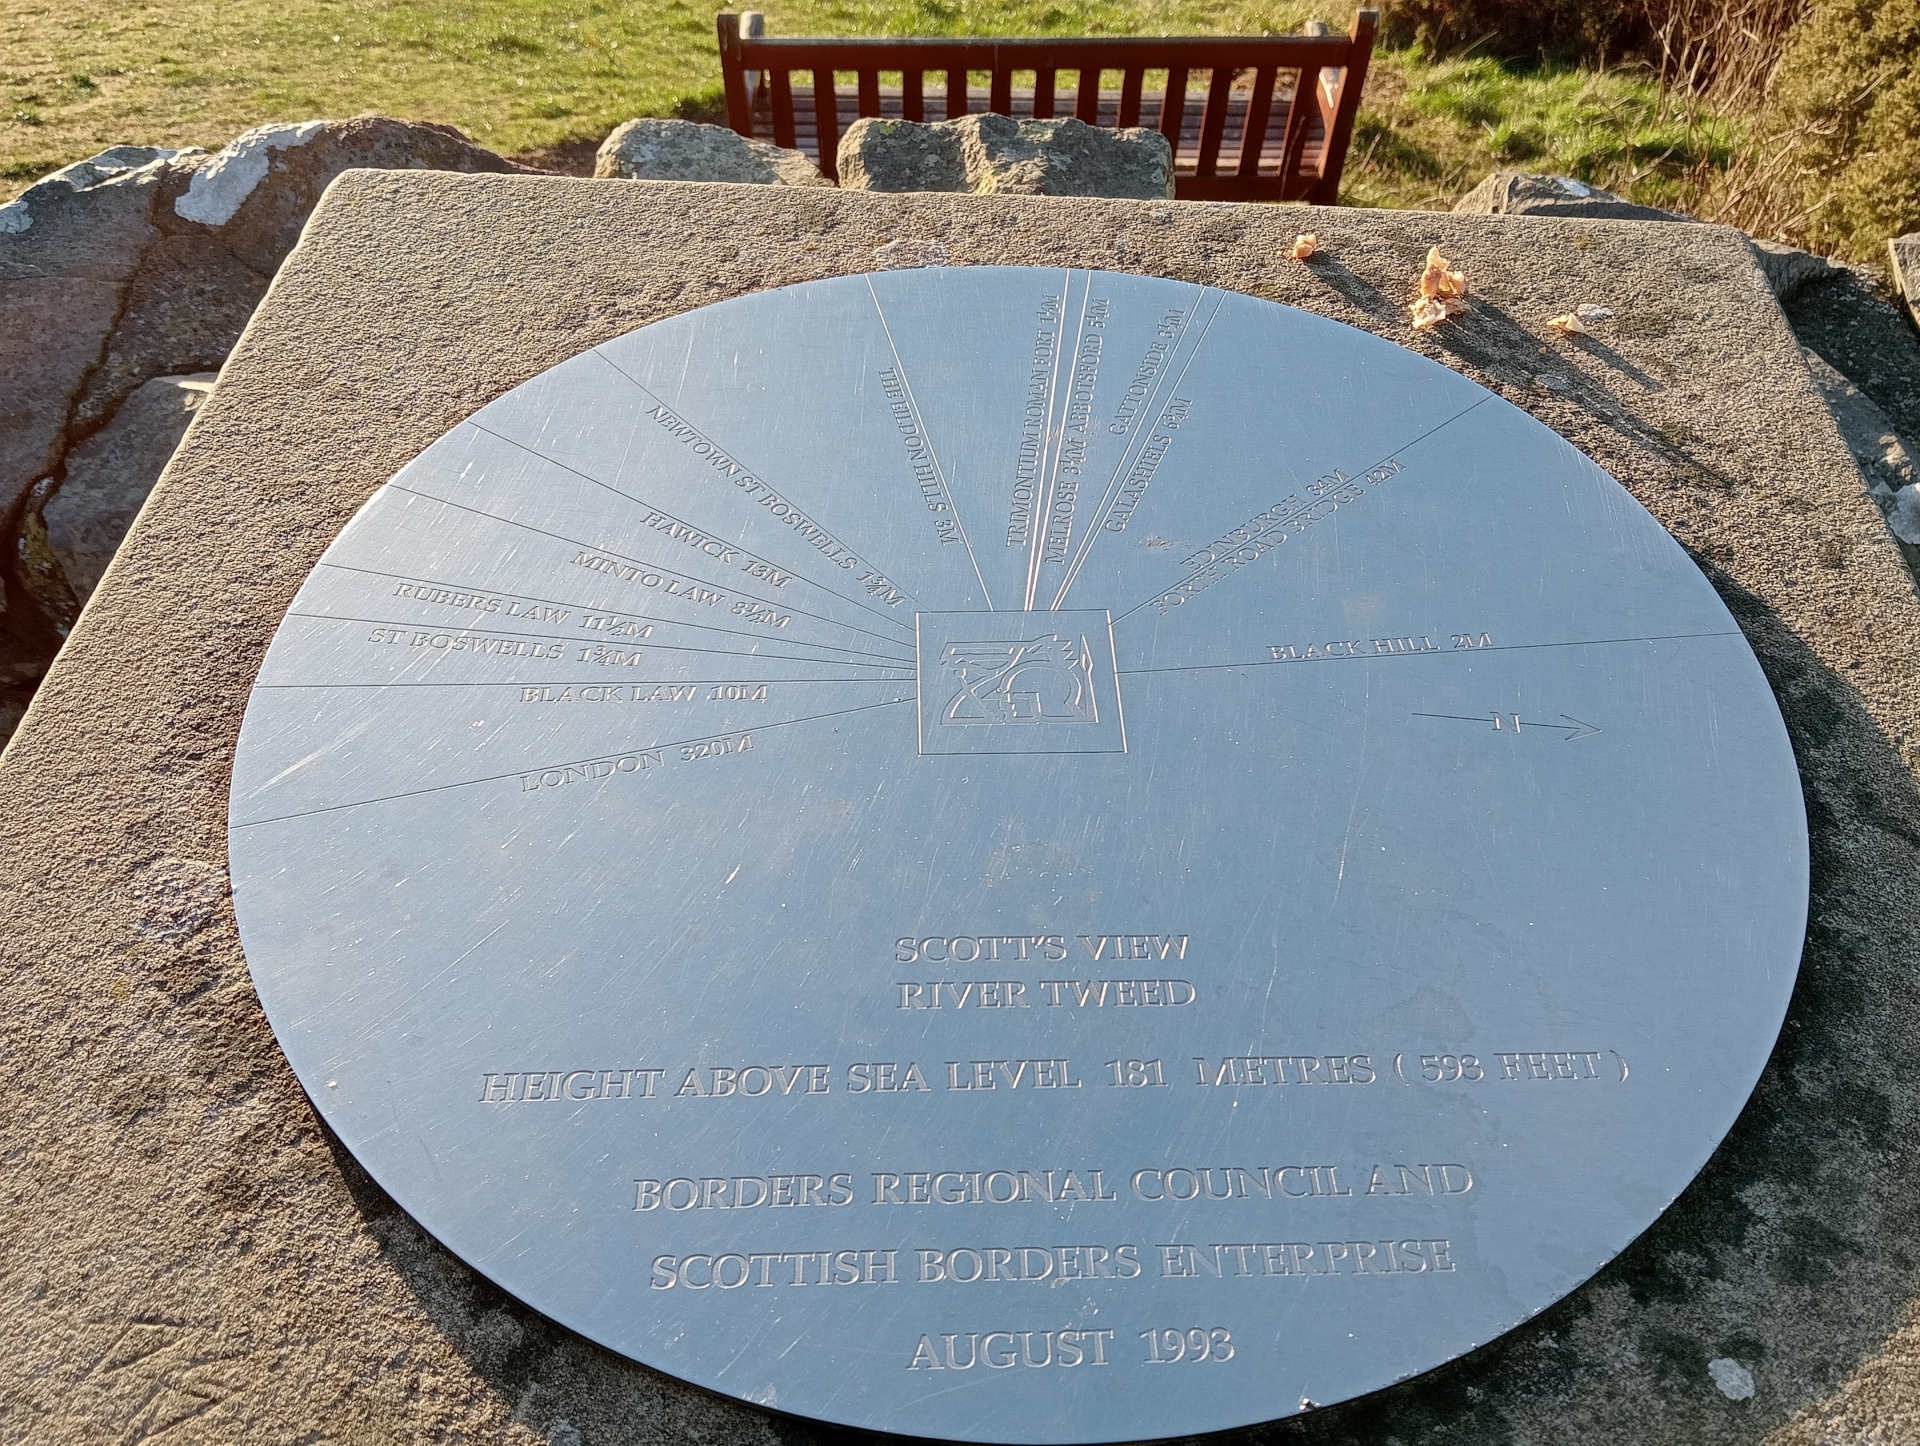 THE EILDON HILLS 3M
TRIMONTIUM ROMAN FORT 1½M
MELROSE 3¼M ABBOTSFORD 5½M
GATTONSIDE 3½M
GALASHIELS
NEWTOWN ST BOSWELLS 1¾M
HAWICK 13M
MINTO LAW 8½M
RUBERS LAW 11½M
ST BOSWELLS 1¾M
BLACK LAW 10M
LONDON 320M
EDINBURGH 34M
FORTH ROAD BRIDGE 42M
BLACK HILL 2M
N
SCOTT'S VIEW
RIVER TWEED
HEIGHT ABOVE SEA LEVEL 181 METRES ( 593 FEET )
BORDERS REGIONAL COUNCIL AND
SCOTTISH BORDERS ENTERPRISE
AUGUST 1993